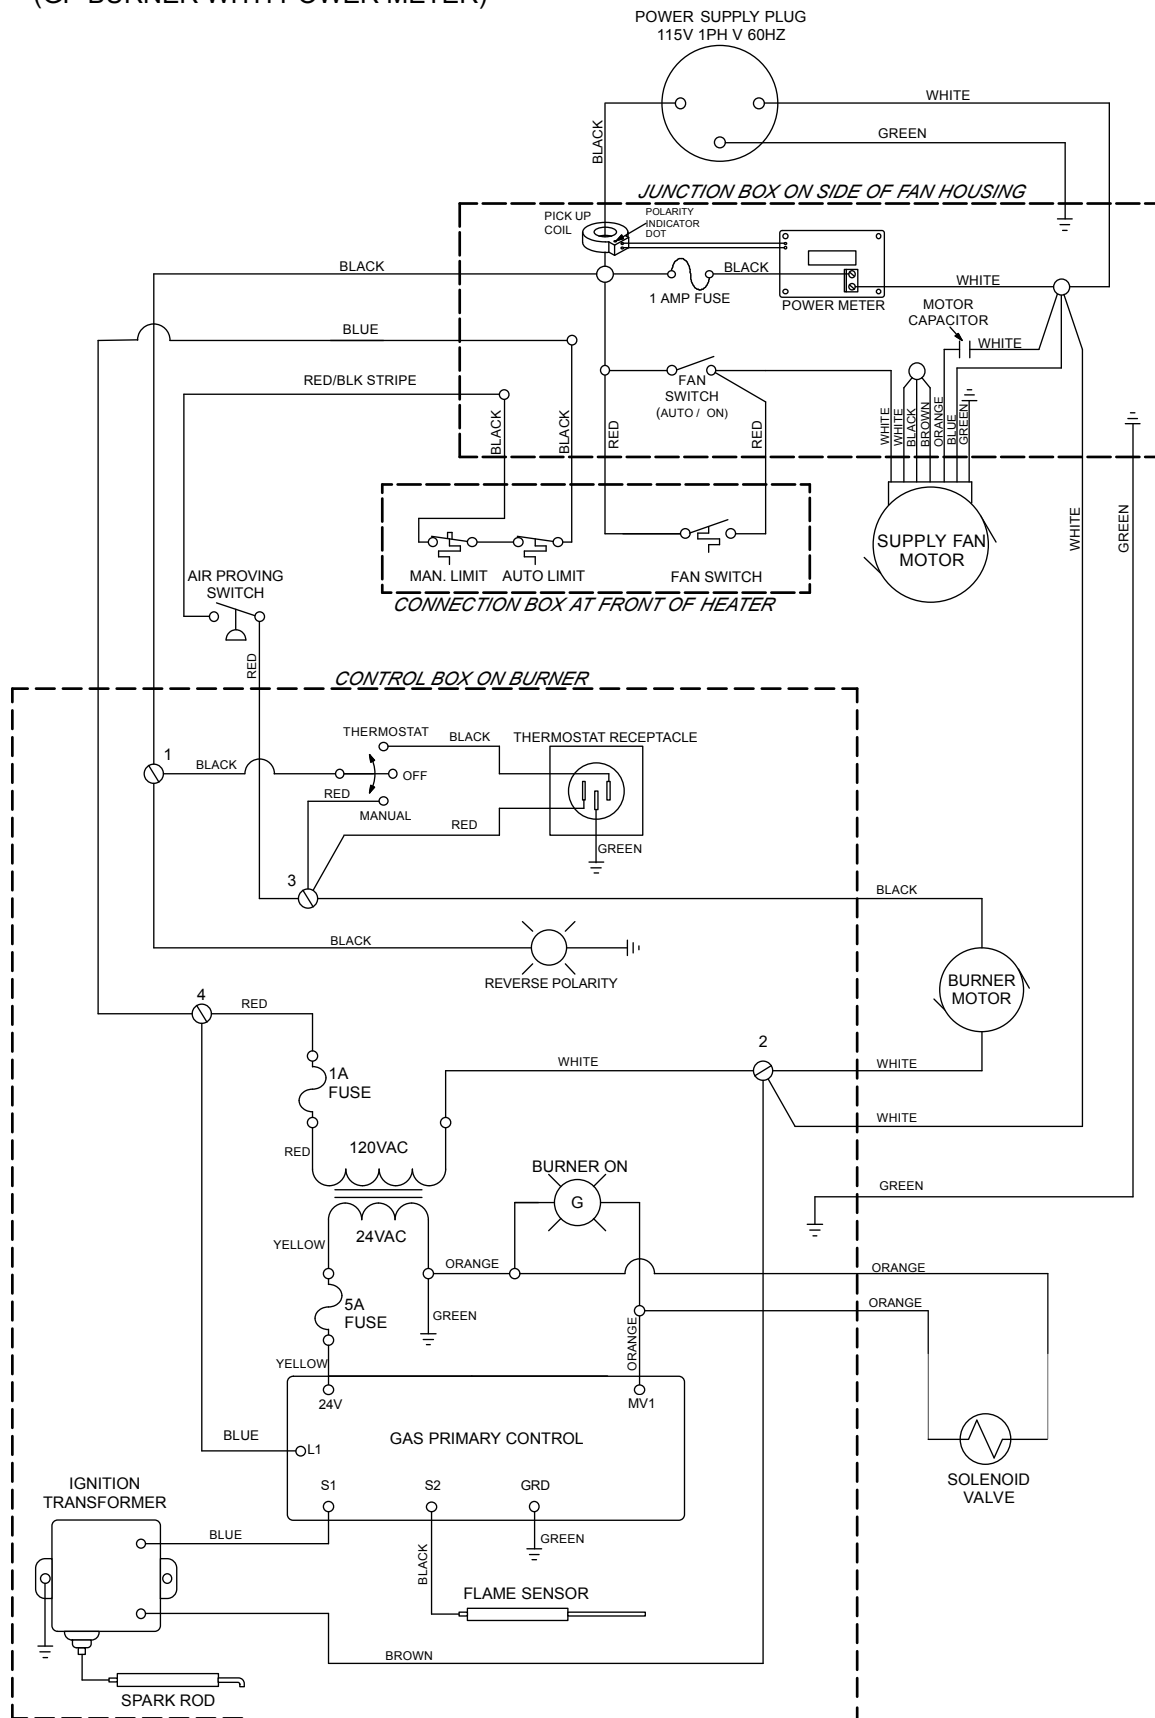 POWER SUPPLY PLUG
115V 1PH V 60HZ
WHITE
GREEN
BLACK
JUNCTION BOX ON SIDE OF FAN HOUSING
PICK UP
COIL
POLARITY
INDICATOR
DOT
BLACK
BLACK
1 AMP FUSE
POWER METER
WHITE
MOTOR
CAPACITOR
WHITE
BLUE
FAN
SWITCH
(AUTO / ON)
RED/BLK STRIPE
BLACK
BLACK
RED
RED
WHITE
WHITE
BLACK
BROWN
ORANGE
BLUE
GREEN
WHITE
GREEN
SUPPLY FAN
MOTOR
MAN. LIMIT
AUTO LIMIT
FAN SWITCH
CONNECTION BOX AT FRONT OF HEATER
AIR PROVING
SWITCH
RED
CONTROL BOX ON BURNER
1
BLACK
THERMOSTAT
OFF
RED
MANUAL
BLACK
THERMOSTAT RECEPTACLE
RED
GREEN
3
BLACK
BLACK
REVERSE POLARITY
BURNER
MOTOR
4
RED
1A
FUSE
WHITE
2
WHITE
WHITE
RED
120VAC
24VAC
BURNER ON
G
GREEN
YELLOW
ORANGE
ORANGE
5A
FUSE
GREEN
ORANGE
ORANGE
YELLOW
24V
MV1
BLUE
L1
GAS PRIMARY CONTROL
S1
S2
GRD
SOLENOID
VALVE
IGNITION
TRANSFORMER
BLUE
BLACK
GREEN
FLAME SENSOR
BROWN
SPARK ROD